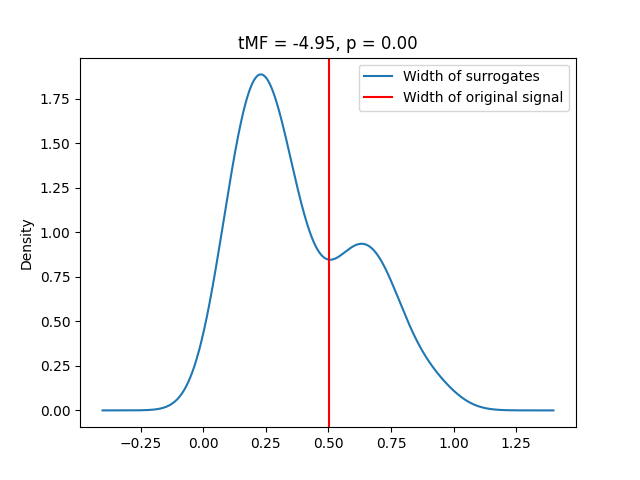 tMF = -4.95, p = 0.00
Width of surrogates
Width of original signal
Density
1.75
1.50
1.25
1.00
0.75
0.50
0.25
0.00
−0.25 0.00 0.25 0.50 0.75 1.00 1.25